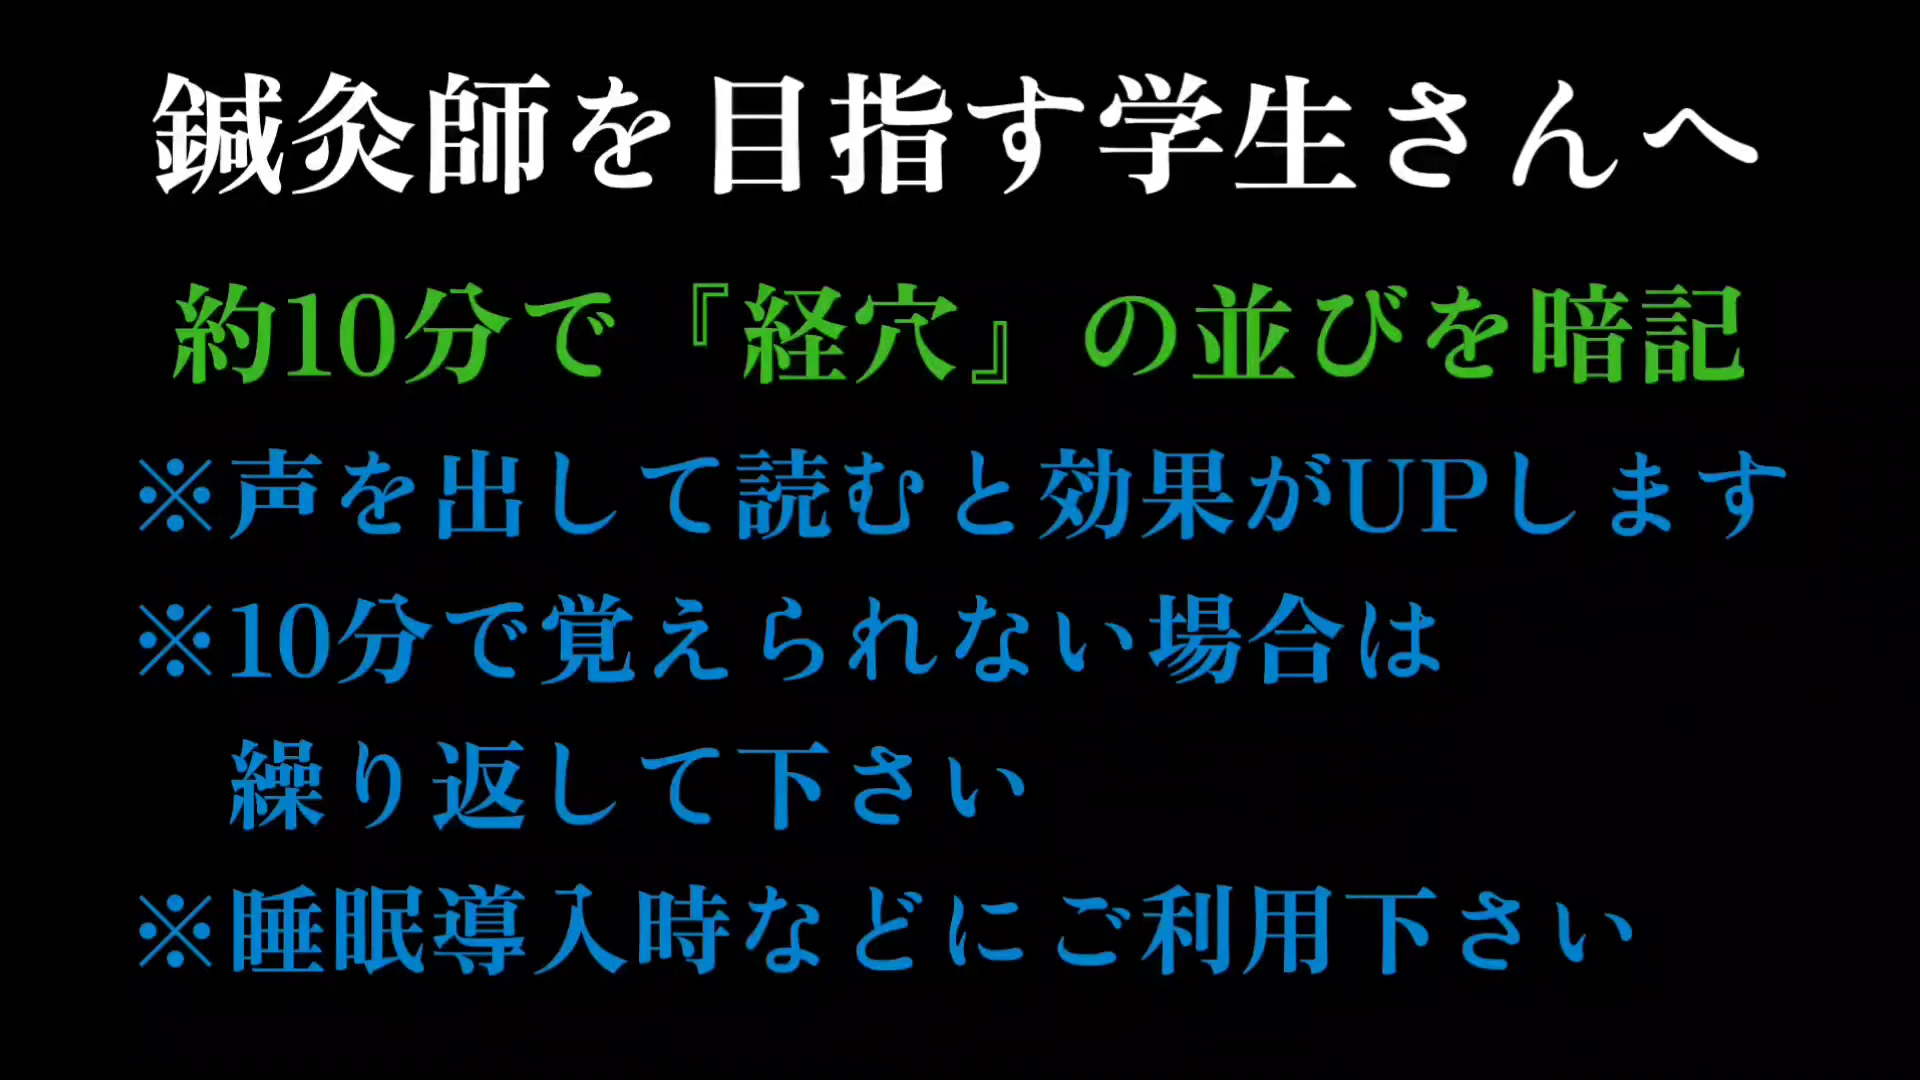 鍼灸師を目指す学生さんへ
約10分で『経穴』の並びを暗記
※声を出して読むと効果がUPします
※10分で覚えられない場合は
繰り返して下さい
※睡眠導入時などにご利用下さい